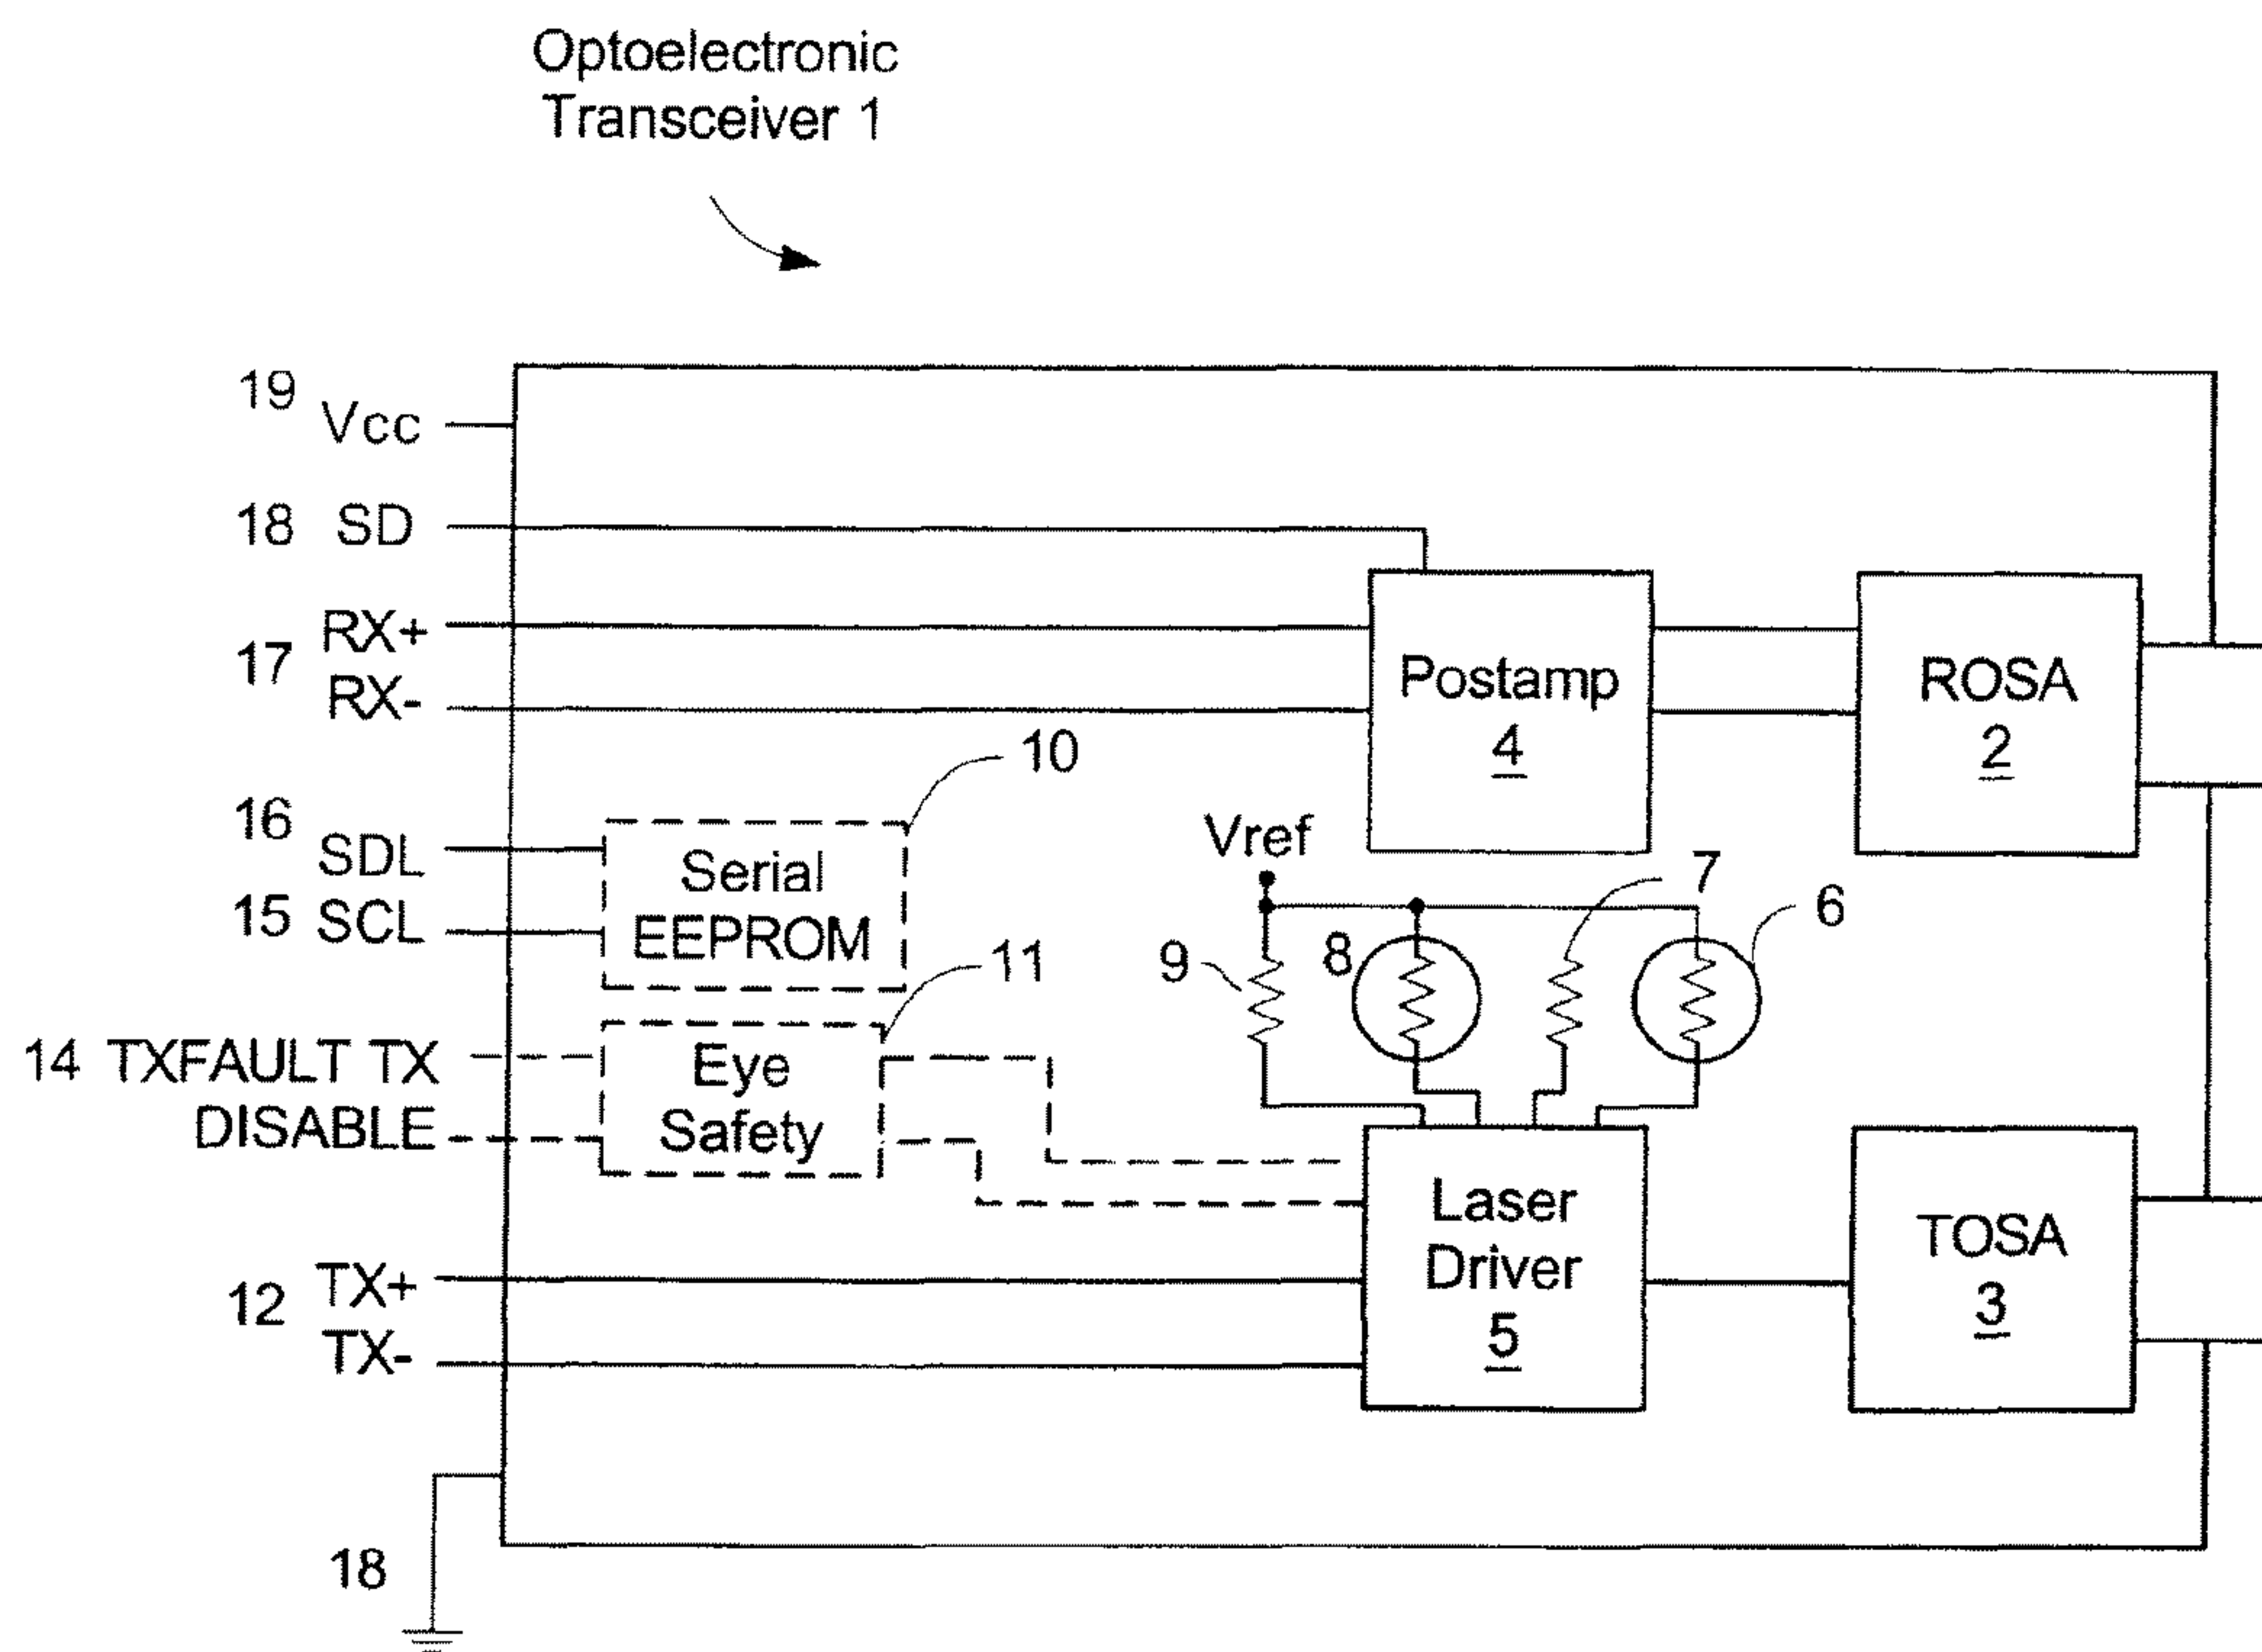 Optoelectronic
Transceiver 1
19
Vcc
18 SD
RX+
17
RX-
Postamp
4
ROSA
2
10
16
SDL
15 SCL
Serial
EEPROM
Vref
7
6
9
8
11
14 TXFAULT TX
DISABLE
Eye
Safety
Laser
Driver
5
TOSA
3
TX+
12
TX-
18